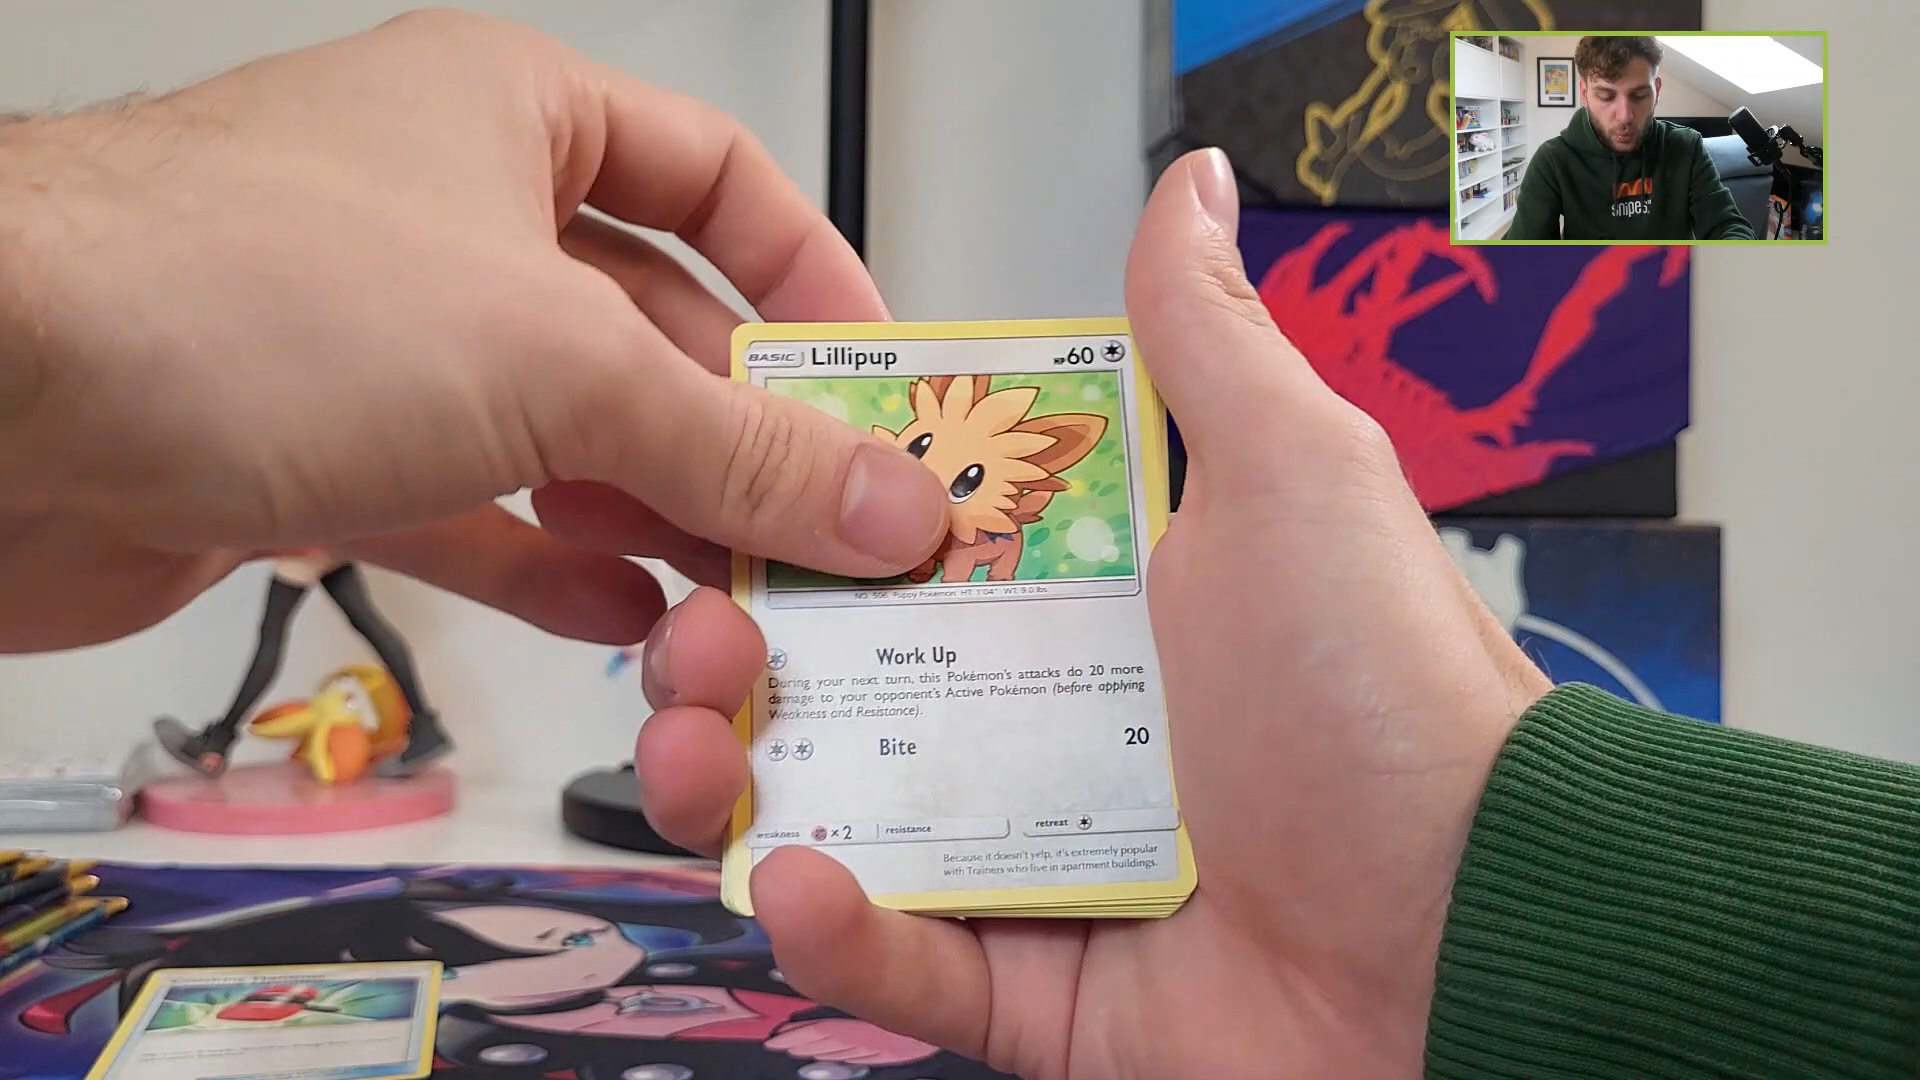 snipes
BASIC Lillipup HP60
NO. 506 Puppy Pokémon HT: 1'04" WT: 9.0 lbs.
Work Up
During your next turn, this Pokémon's attacks do 20 more
damage to your opponent's Active Pokémon (before applying
Weakness and Resistance).
Bite 20
weakness ×2 resistance retreat
Because it doesn't yelp, it's extremely popular
with Trainers who live in apartment buildings.